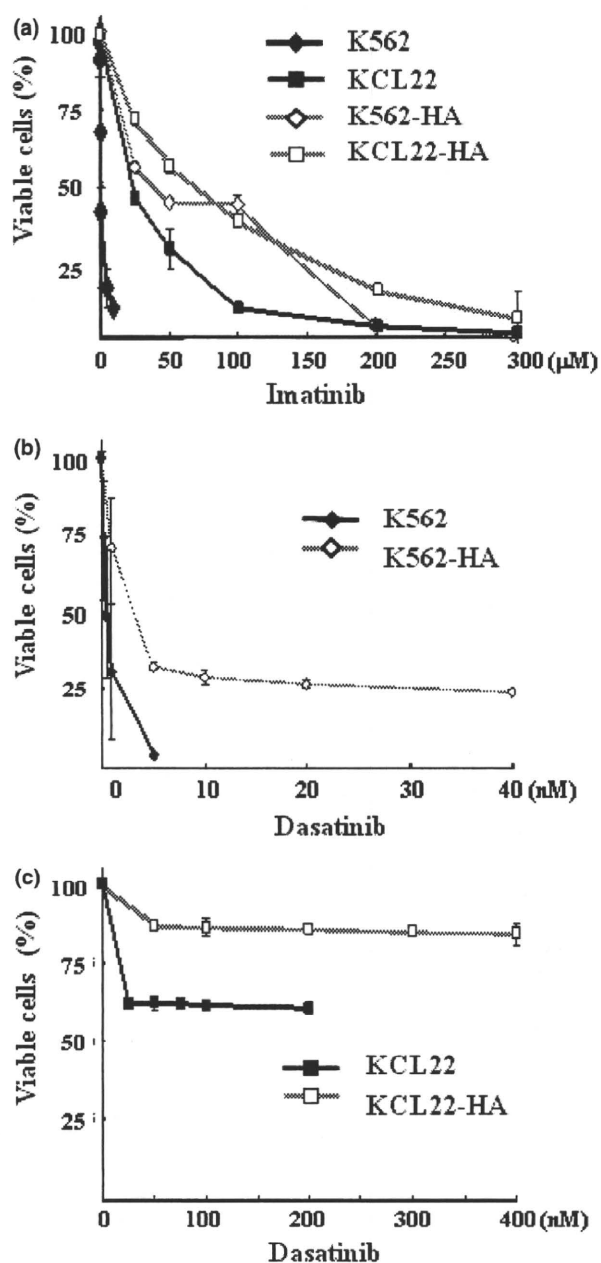 (a)
100
75
50
25
Viable cells (%)
K562
KCL22
K562-HA
KCL22-HA
0 50 100 150 200 250 300 (μM)
Imatinib
(b)
100
75
50
25
Viable cells (%)
K562
K562-HA
0 10 20 30 40 (nM)
Dasatinib
(c)
100
75
50
25
Viable cells (%)
KCL22
KCL22-HA
0 100 200 300 400 (nM)
Dasatinib